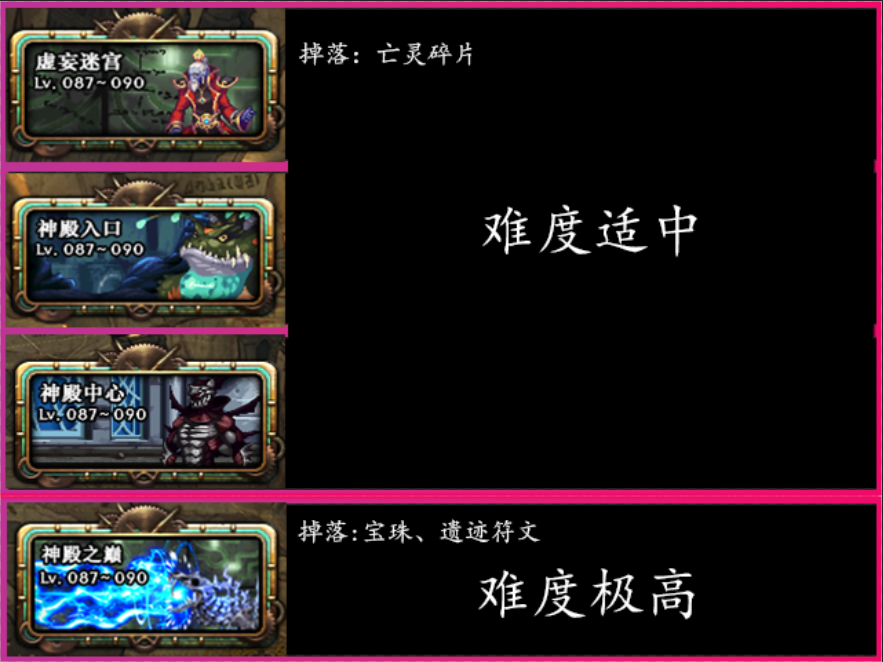 虚妄迷宫
Lv. 087~090
掉落：亡灵碎片
神殿入口
Lv. 087~090
难度适中
神殿中心
Lv. 087~090
神殿之巅
Lv. 087~090
掉落:宝珠、遗迹符文
难度极高